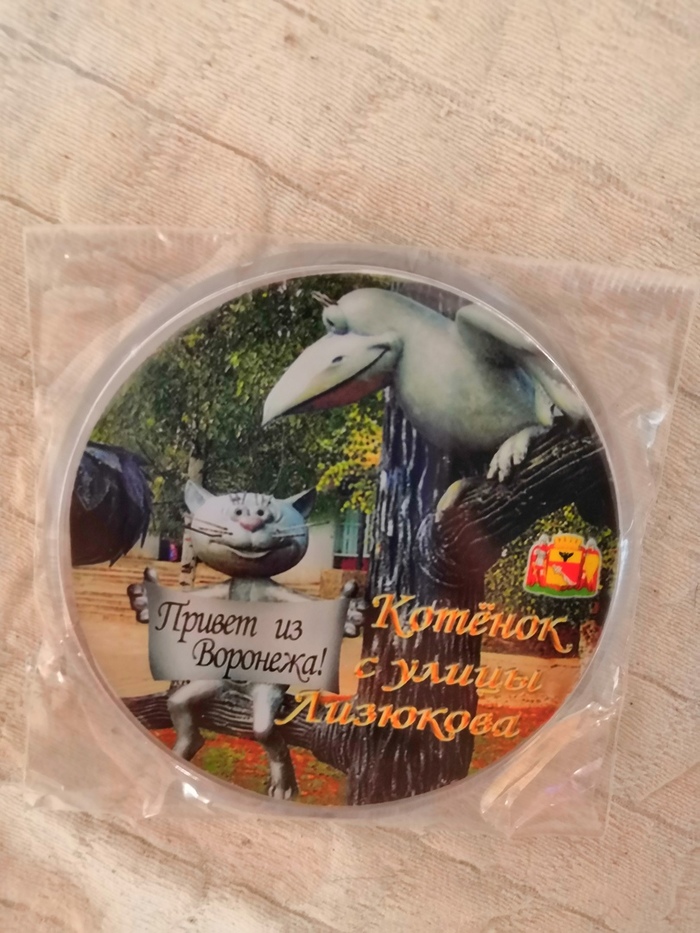 Привет из
Воронежа!
Котёнок
с улицы
Лизюкова